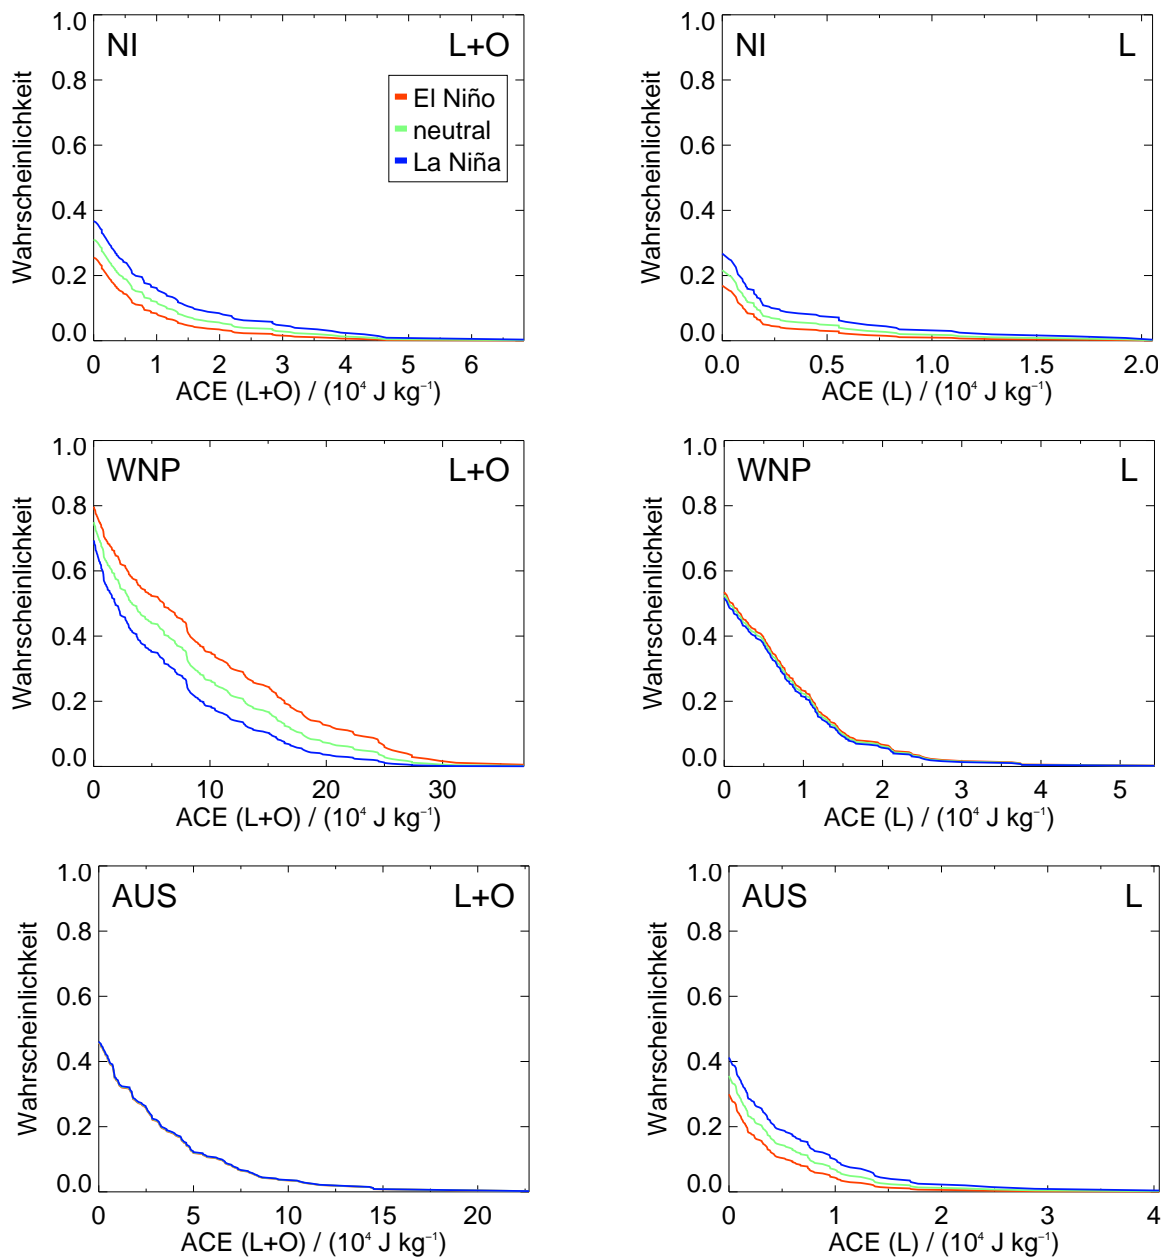 NI L+O
El Niño
neutral
La Niña
Wahrscheinlichkeit
1.0
0.8
0.6
0.4
0.2
0.0
0 1 2 3 4 5 6
ACE (L+O) / (10⁴ J kg⁻¹)
NI L
Wahrscheinlichkeit
1.0
0.8
0.6
0.4
0.2
0.0
0.0 0.5 1.0 1.5 2.0
ACE (L) / (10⁴ J kg⁻¹)
WNP L+O
Wahrscheinlichkeit
1.0
0.8
0.6
0.4
0.2
0.0
0 10 20 30
ACE (L+O) / (10⁴ J kg⁻¹)
WNP L
Wahrscheinlichkeit
1.0
0.8
0.6
0.4
0.2
0.0
0 1 2 3 4 5
ACE (L) / (10⁴ J kg⁻¹)
AUS L+O
Wahrscheinlichkeit
1.0
0.8
0.6
0.4
0.2
0.0
0 5 10 15 20
ACE (L+O) / (10⁴ J kg⁻¹)
AUS L
Wahrscheinlichkeit
1.0
0.8
0.6
0.4
0.2
0.0
0 1 2 3 4
ACE (L) / (10⁴ J kg⁻¹)